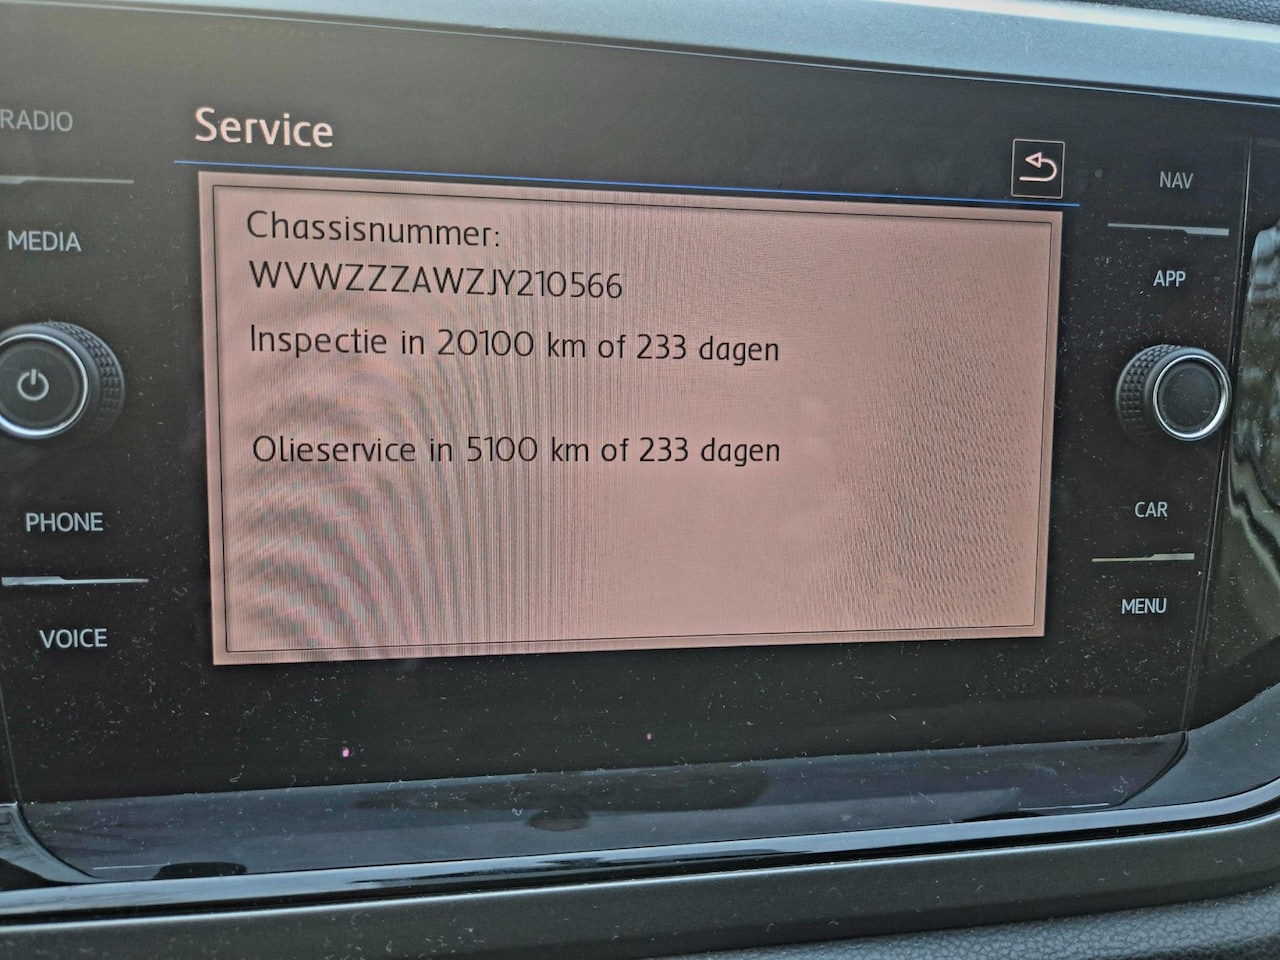 RADIO
MEDIA
PHONE
VOICE
Service
Chassisnummer:
WVWZZZAWZJY210566
Inspectie in 20100 km of 233 dagen
Olieservice in 5100 km of 233 dagen
NAV
APP
CAR
MENU